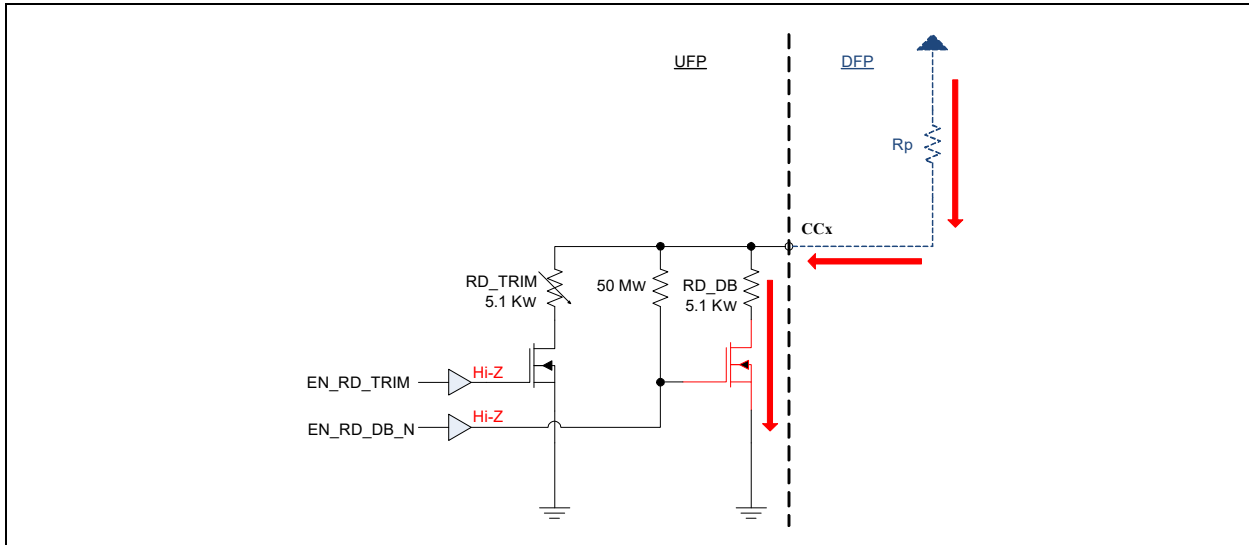 UFP
DFP
Rp
CCx
RD_TRIM
5.1 Kw
50 Mw
RD_DB
5.1 Kw
EN_RD_TRIM
Hi-Z
EN_RD_DB_N
Hi-Z